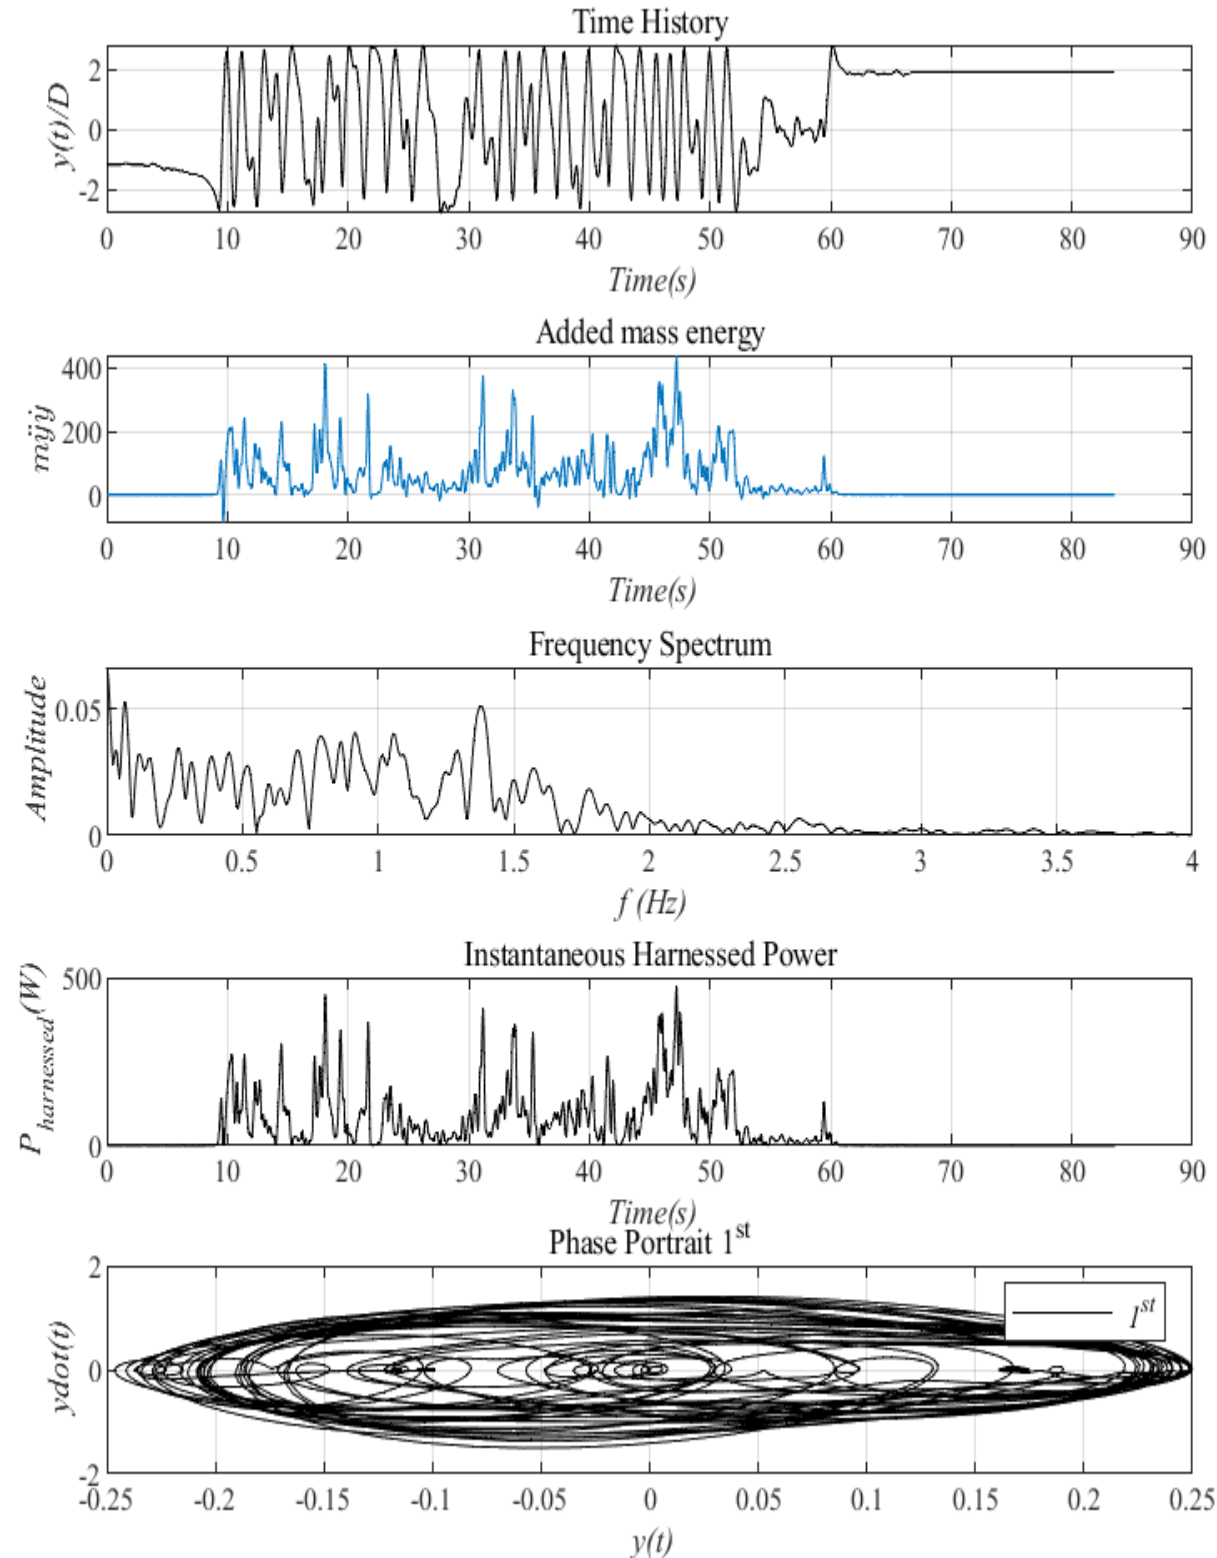 Time History
y(t)/D
2
0
-2
0 10 20 30 40 50 60 70 80 90
Time(s)
Added mass energy
mÿẏ
400
200
0
0 10 20 30 40 50 60 70 80 90
Time(s)
Frequency Spectrum
Amplitude
0.05
0
0 0.5 1 1.5 2 2.5 3 3.5 4
f (Hz)
Instantaneous Harnessed Power
P harnessed (W)
500
0
0 10 20 30 40 50 60 70 80 90
Time(s)
Phase Portrait 1st
ydot(t)
2
0
-2
1st
-0.25 -0.2 -0.15 -0.1 -0.05 0 0.05 0.1 0.15 0.2 0.25
y(t)